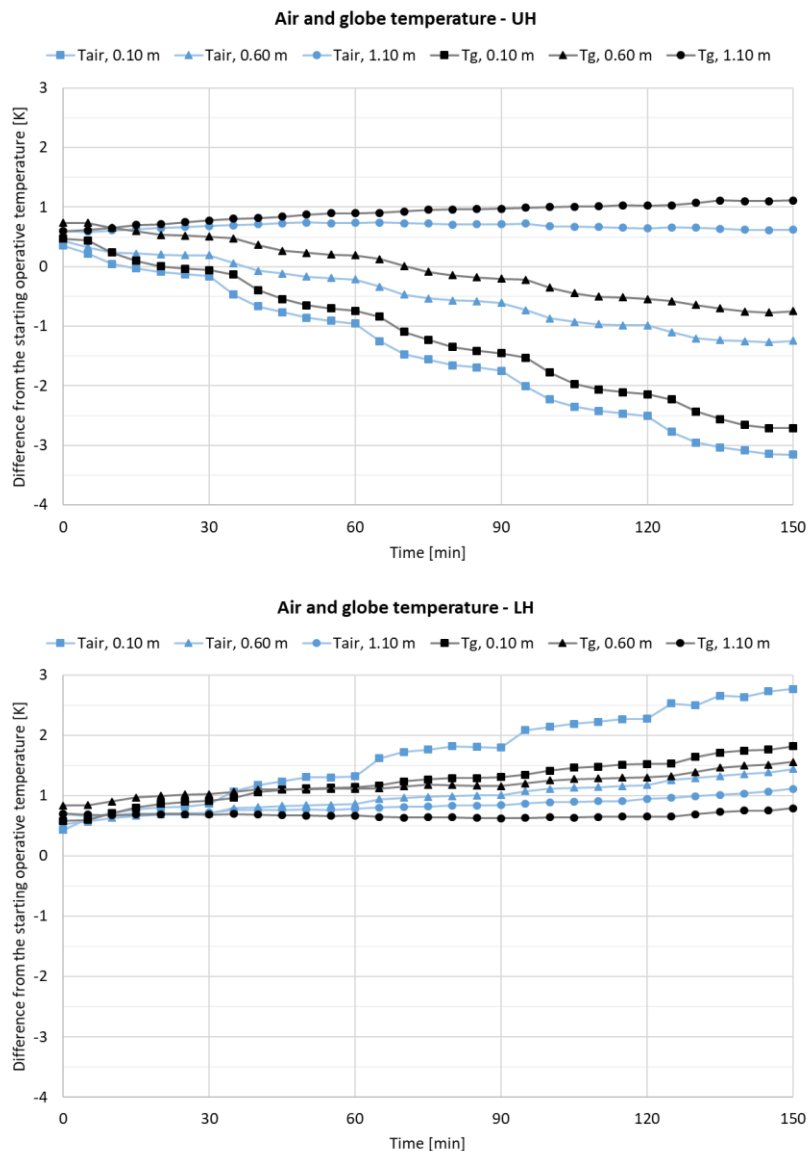 Air and globe temperature - UH
Tair, 0.10 m Tair, 0.60 m Tair, 1.10 m Tg, 0.10 m Tg, 0.60 m Tg, 1.10 m
Difference from the starting operative temperature [K]
3
2
1
0
-1
-2
-3
-4
0 30 60 90 120 150
Time [min]
Air and globe temperature - LH
Tair, 0.10 m Tair, 0.60 m Tair, 1.10 m Tg, 0.10 m Tg, 0.60 m Tg, 1.10 m
Difference from the starting operative temperature [K]
3
2
1
0
-1
-2
-3
-4
0 30 60 90 120 150
Time [min]